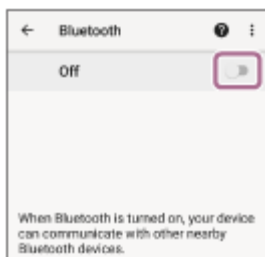 Bluetooth
Off
When Bluetooth is turned on, your device
can communicate with other nearby
Bluetooth devices.